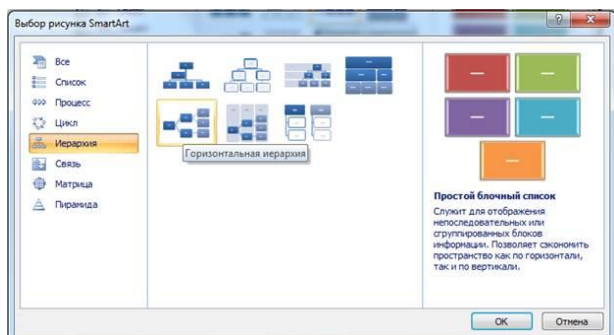 Выбор рисунка SmartArt
Все
Список
Процесс
Цикл
Иерархия
Связь
Матрица
Пирамида
Горизонтальная иерархия
Простой блочный список
Служит для отображения
непоследовательных или
сгруппированных блоков
информации. Позволяет сэкономить
пространство как по горизонтали,
так и по вертикали.
ОК
Отмена